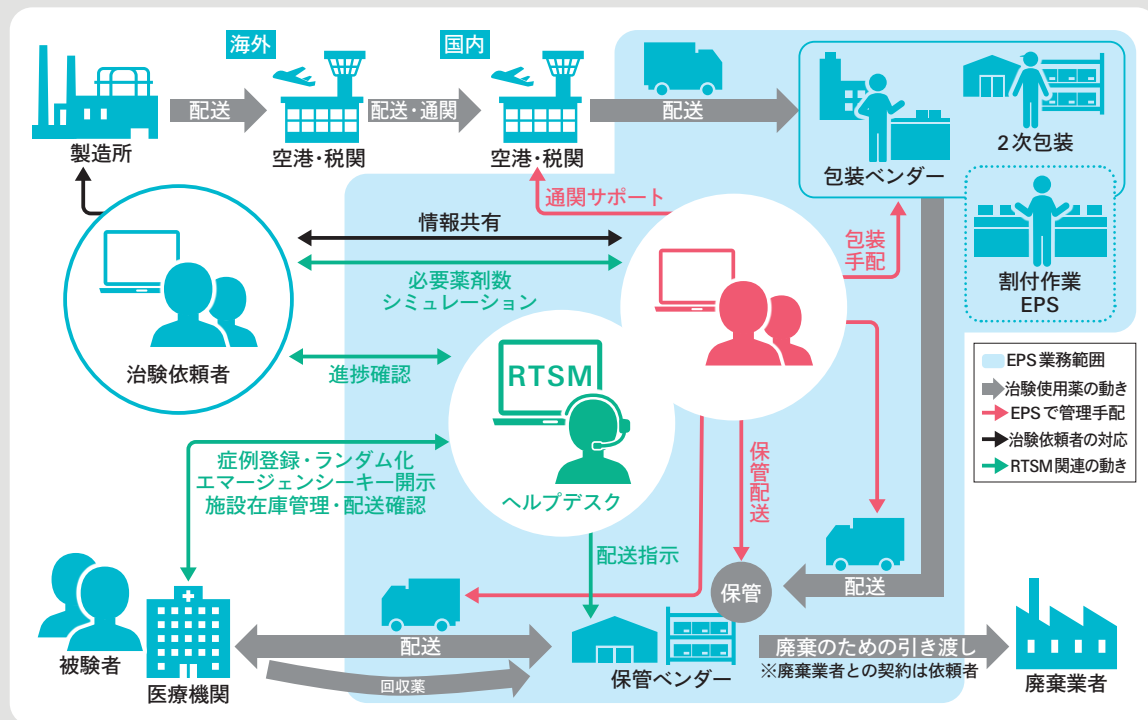 海外
国内
配送
配送・通関
配送
製造所
空港・税関
空港・税関
包装ベンダー
2次包装
通関サポート
情報共有
包装
手配
必要薬剤数
シミュレーション
割付作業
EPS
治験依頼者
進捗確認
RTSM
ヘルプデスク
EPS業務範囲
治験使用薬の動き
EPSで管理手配
治験依頼者の対応
RTSM関連の動き
症例登録・ランダム化
エマージェンシーキー開示
施設在庫管理・配送確認
保管配送
配送指示
保管
配送
被験者
医療機関
配送
回収薬
保管ベンダー
廃棄のための引き渡し
※廃棄業者との契約は依頼者
廃棄業者